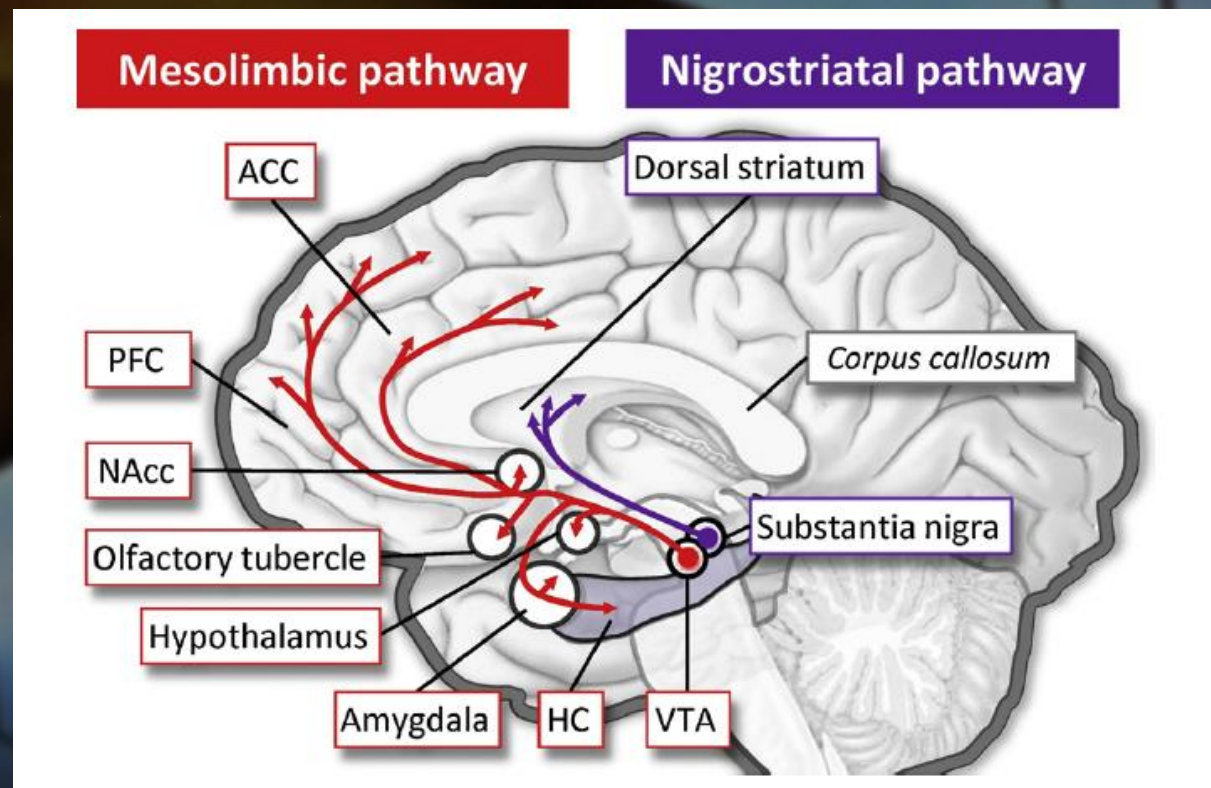 Mesolimbic pathway
Nigrostriatal pathway
ACC
Dorsal striatum
PFC
Corpus callosum
NAcc
Olfactory tubercle
Substantia nigra
Hypothalamus
Amygdala
HC
VTA